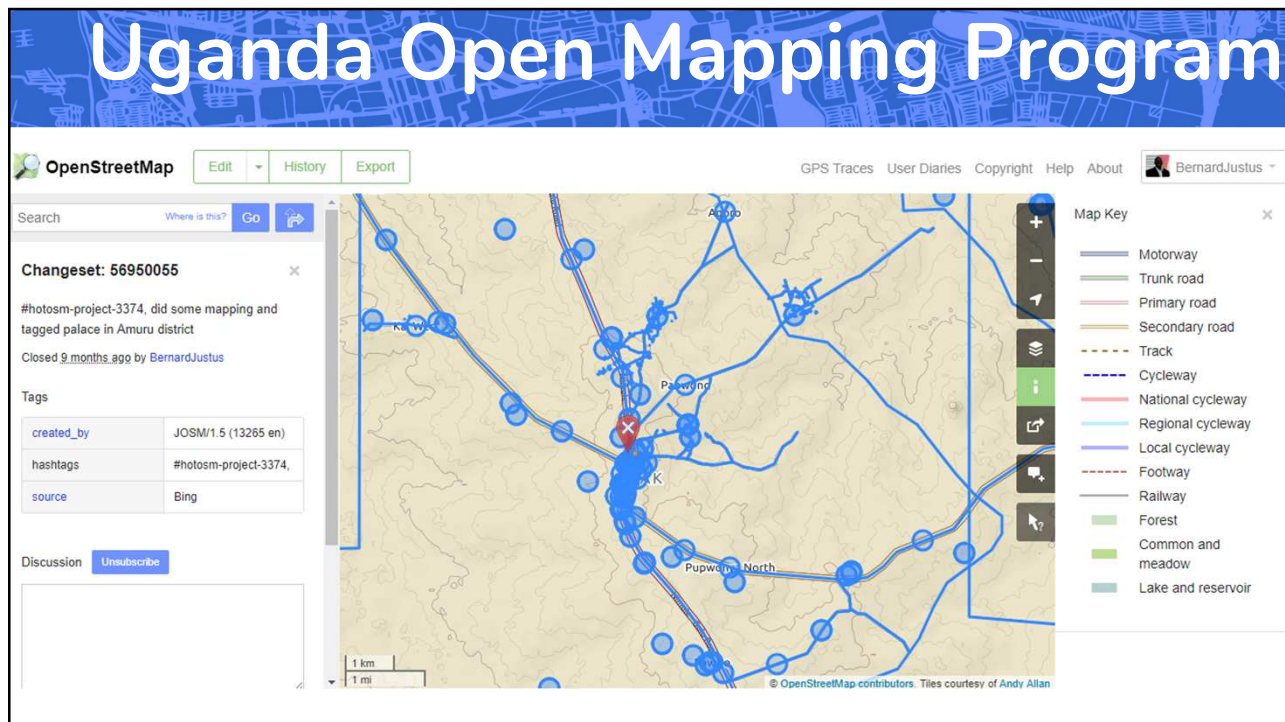 Uganda Open Mapping Program
OpenStreetMap
Edit
History
Export
GPS Traces
User Diaries
Copyright
Help
About
BernardJustus
Search
Where is this?
Go
Changeset: 56950055
#hotosm-project-3374, did some mapping and
tagged palace in Amuru district
Closed 9 months ago by BernardJustus
Tags
created_by
JOSM/1.5 (13265 en)
hashtags
#hotosm-project-3374,
source
Bing
Discussion
Unsubscribe
Agoro
Pupwony North
1 km
1 mi
© OpenStreetMap contributors. Tiles courtesy of Andy Allan
Map Key
Motorway
Trunk road
Primary road
Secondary road
Track
Cycleway
National cycleway
Regional cycleway
Local cycleway
Footway
Railway
Forest
Common and
meadow
Lake and reservoir